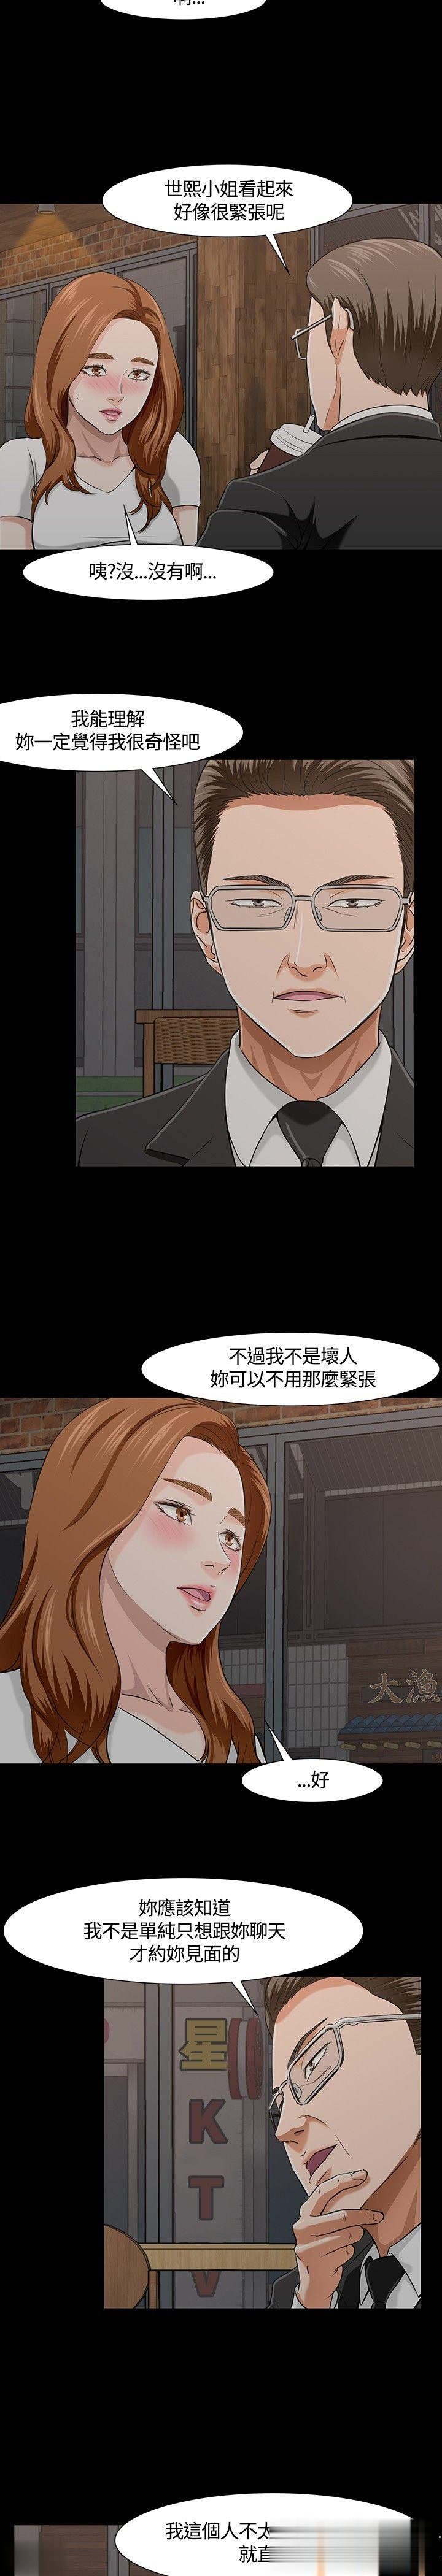 啊...
世熙小姐看起來
好像很緊張呢
咦?沒...沒有啊...
我能理解
妳一定覺得我很奇怪吧
不過我不是壞人
妳可以不用那麼緊張
大漁
...好
妳應該知道
我不是單純只想跟妳聊天
才約妳見面的
星
K
T
V
我這個人不太
就直